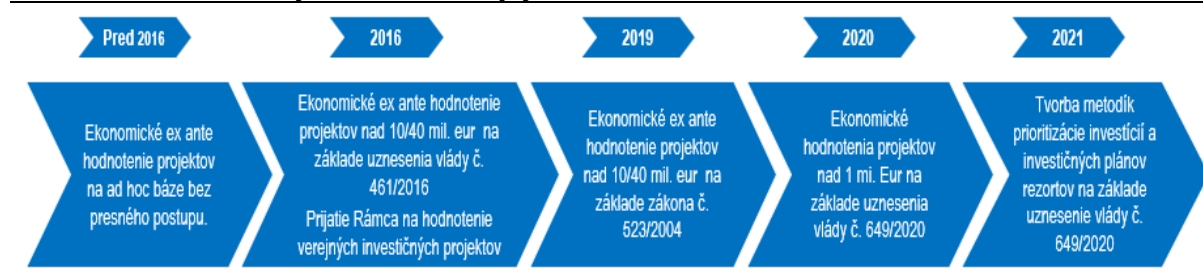 Pred 2016
2016
2019
2020
2021
Ekonomické ex ante
hodnotenie projektov
na ad hoc báze bez
presného postupu.
Ekonomické ex ante hodnotenie
projektov nad 10/40 mil. eur na
základe uznesenia vlády č.
461/2016
Prijatie Rámca na hodnotenie
verejných investičných projektov
Ekonomické ex ante
hodnotenie projektov
nad 10/40 mil. eur na
základe zákona č.
523/2004
Ekonomické
hodnotenia projektov
nad 1 mi. Eur na
základe uznesenia
vlády č. 649/2020
Tvorba metodík
prioritizácie investícií a
investičných plánov
rezortov na základe
uznesenie vlády č.
649/2020